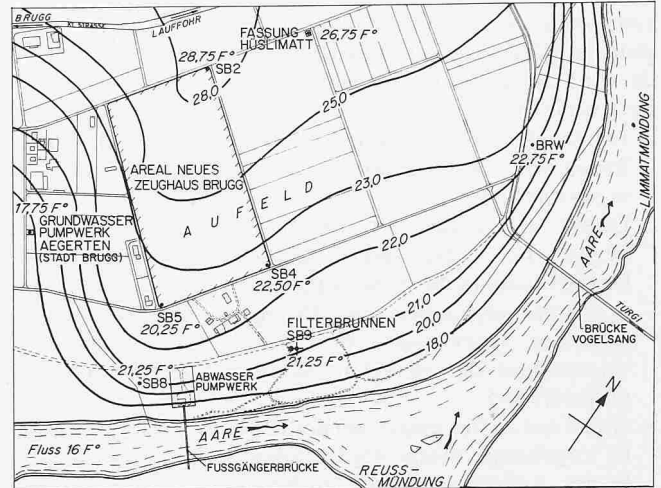 BRUGG
KT. STRASSE
LAUFFOHR
FASSUNG
HÜSLIMATT
26,75 F°
28,75 F°
SB2
28,0
25,0
BRW
22,75 F°
LIMMATMÜNDUNG
AREAL NEUES
ZEUGHAUS BRUGG
AUFELD
23,0
17,75 F°
GRUNDWASSER
PUMPWERK
AEGERTEN
(STADT BRUGG)
22,0
AARE
SB4
22,50 F°
SB5
20,25 F°
21,0
20,0
18,0
TURGI
FILTERBRUNNEN
SB9
21,25 F°
BRÜCKE
VOGELSANG
21,25 F°
SB8
ABWASSER
PUMPWERK
N
AARE
Fluss 16 F°
FUSSGÄNGERBRÜCKE
REUSS-
MÜNDUNG